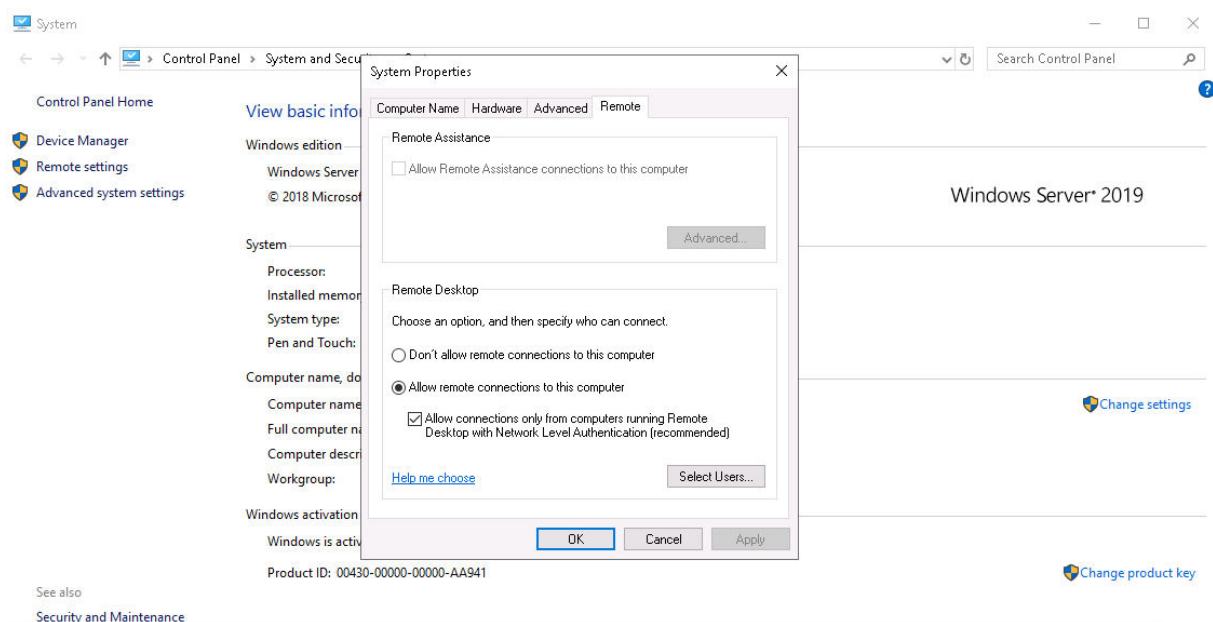 System
Control Panel > System and Secu
Search Control Panel
Control Panel Home
Device Manager
Remote settings
Advanced system settings
See also
Security and Maintenance
View basic infor
Windows edition
Windows Server
© 2018 Microsof
Windows Server® 2019
System
Processor:
Installed memor
System type:
Pen and Touch:
Computer name, do
Computer name
Full computer na
Computer descri
Workgroup:
Change settings
Windows activation
Windows is activ
Product ID: 00430-00000-00000-AA941
Change product key
System Properties
Computer Name Hardware Advanced Remote
Remote Assistance
Allow Remote Assistance connections to this computer
Advanced...
Remote Desktop
Choose an option, and then specify who can connect.
Don't allow remote connections to this computer
Allow remote connections to this computer
Allow connections only from computers running Remote
Desktop with Network Level Authentication (recommended)
Help me choose
Select Users...
OK Cancel Apply